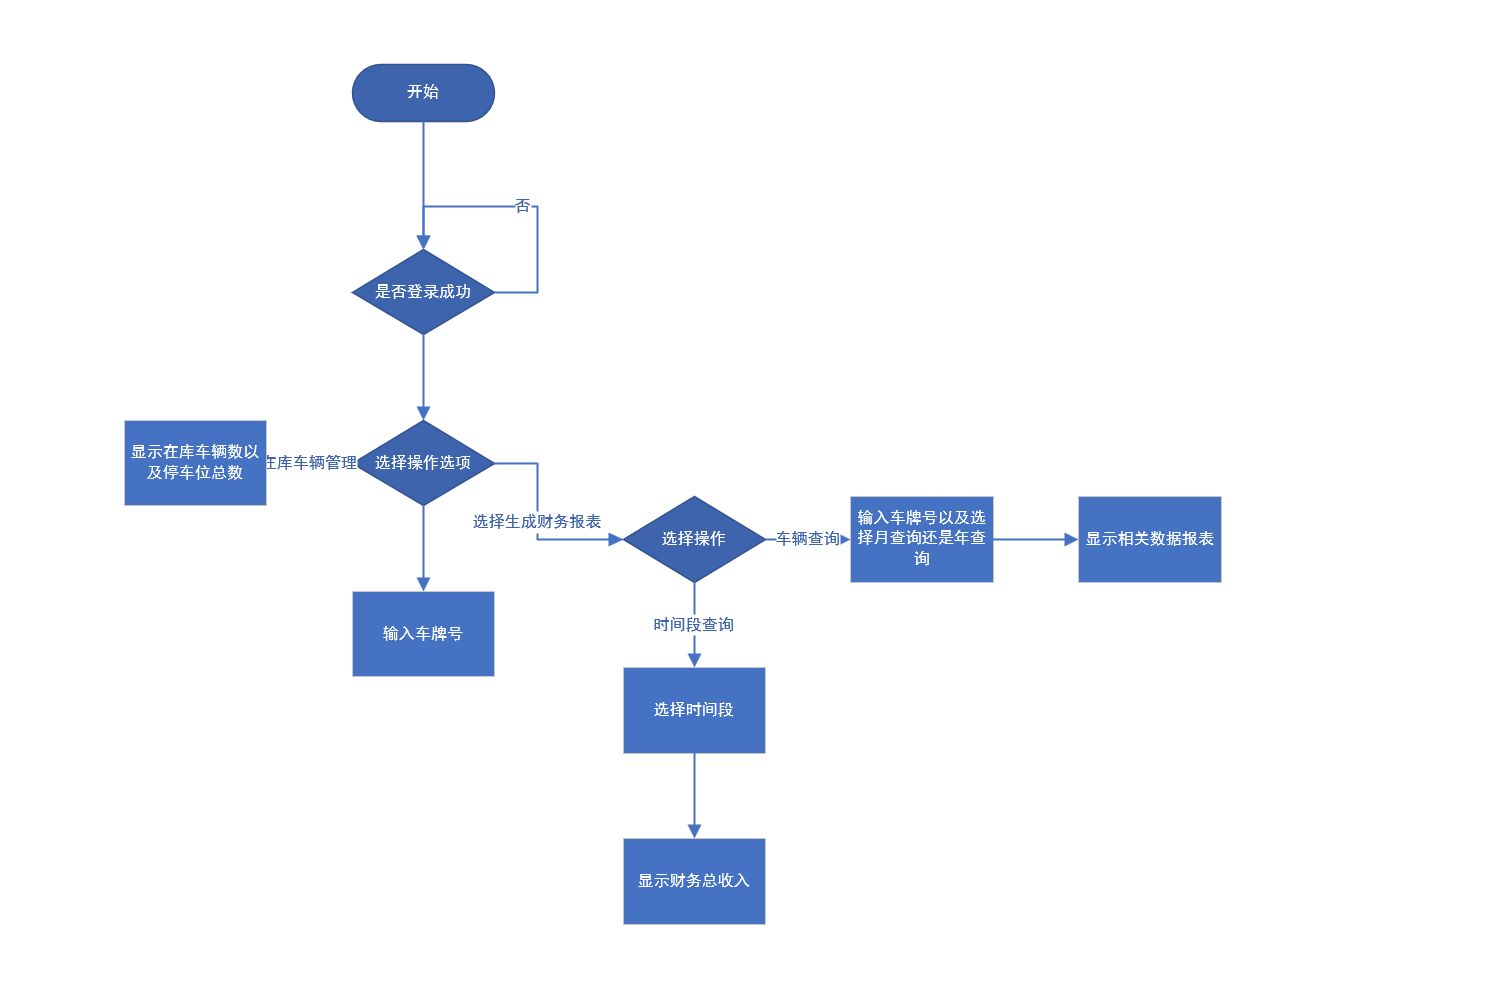 开始
否
是否登录成功
显示在库车辆数以
及停车位总数
在库车辆管理
选择操作选项
选择生成财务报表
选择操作
车辆查询
输入车牌号以及选
择月查询还是年查
询
显示相关数据报表
时间段查询
输入车牌号
选择时间段
显示财务总收入